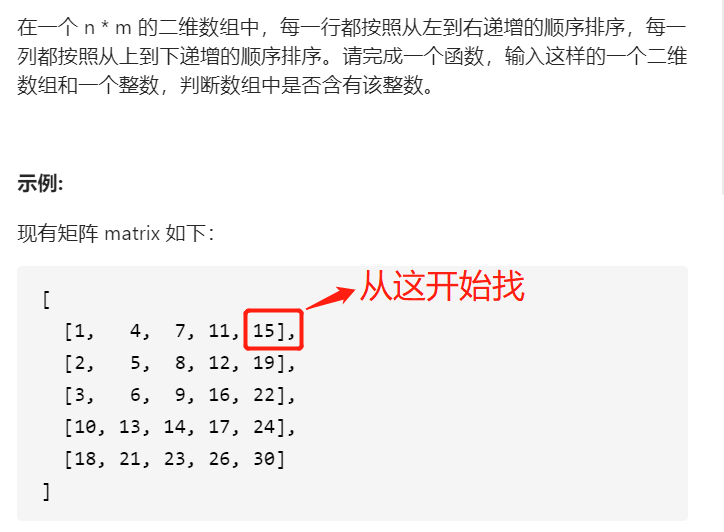 在一个 n * m 的二维数组中，每一行都按照从左到右递增的顺序排序，每一
列都按照从上到下递增的顺序排序。请完成一个函数，输入这样的一个二维
数组和一个整数，判断数组中是否含有该整数。
示例:
现有矩阵 matrix 如下：
从这开始找
[
[1, 4, 7, 11, 15],
[2, 5, 8, 12, 19],
[3, 6, 9, 16, 22],
[10, 13, 14, 17, 24],
[18, 21, 23, 26, 30]
]